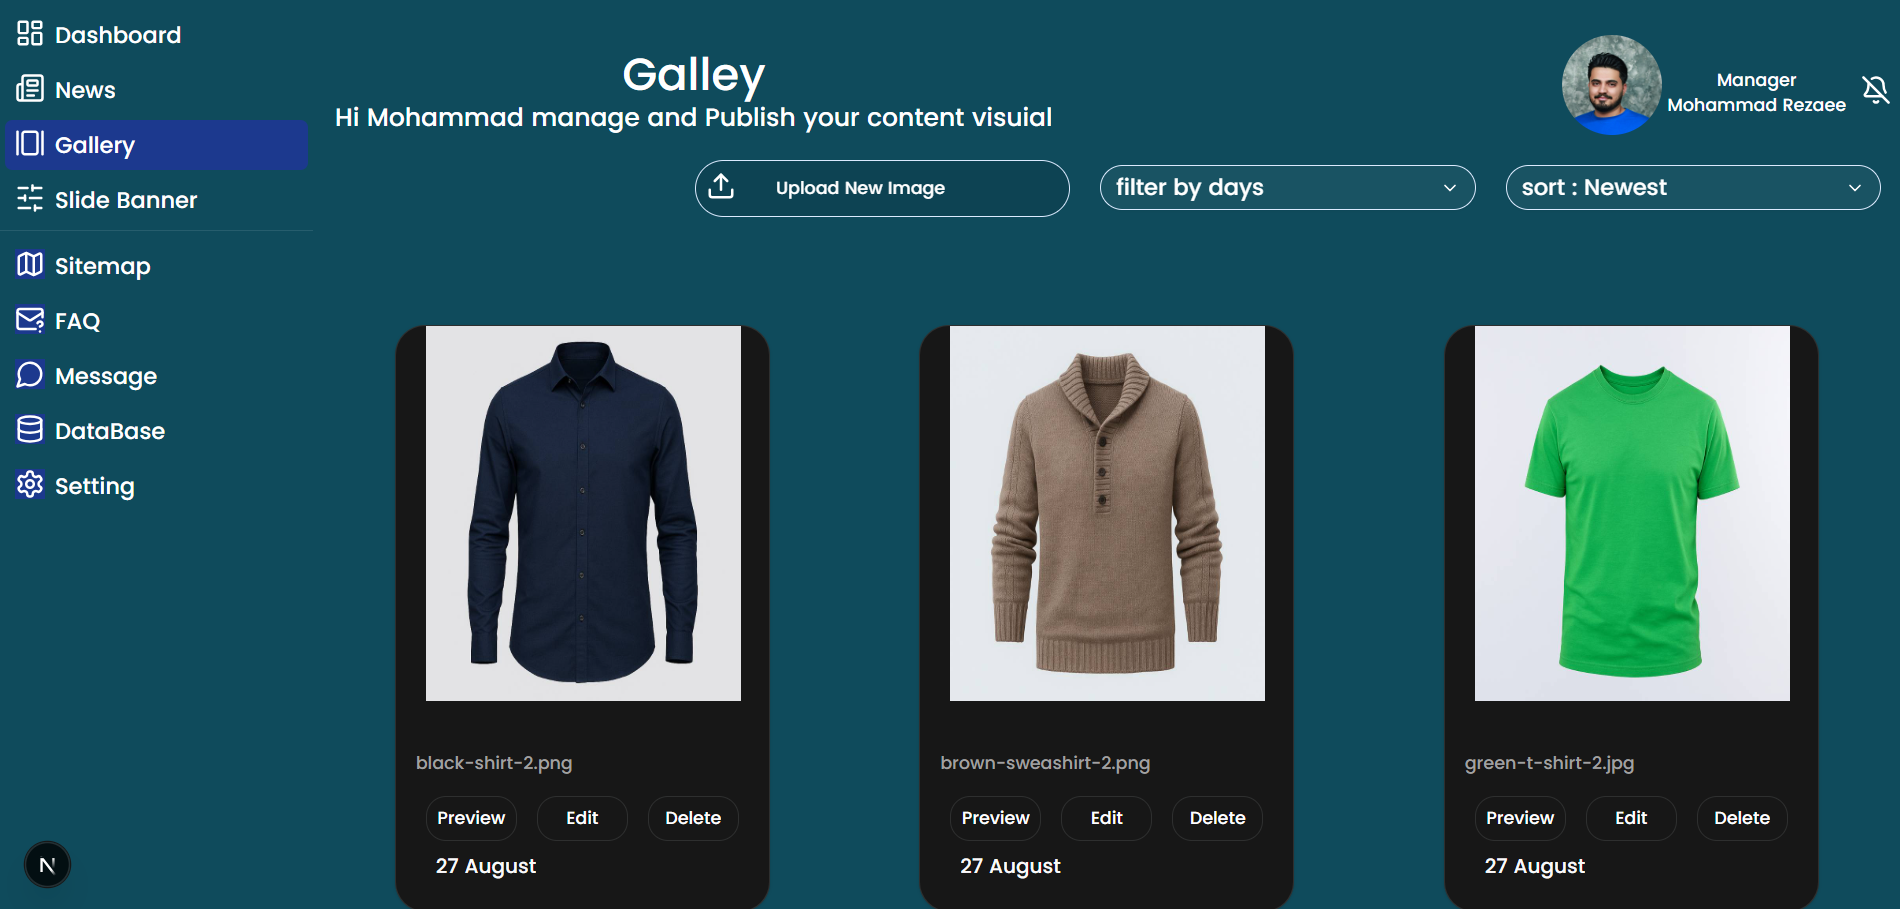 Dashboard
News
Gallery
Slide Banner
Sitemap
FAQ
Message
DataBase
Setting
N
Galley
Hi Mohammad manage and Publish your content visuial
Manager
Mohammad Rezaee
Upload New Image
filter by days
sort : Newest
black-shirt-2.png
Preview Edit Delete
27 August
brown-sweashirt-2.png
Preview Edit Delete
27 August
green-t-shirt-2.jpg
Preview Edit Delete
27 August